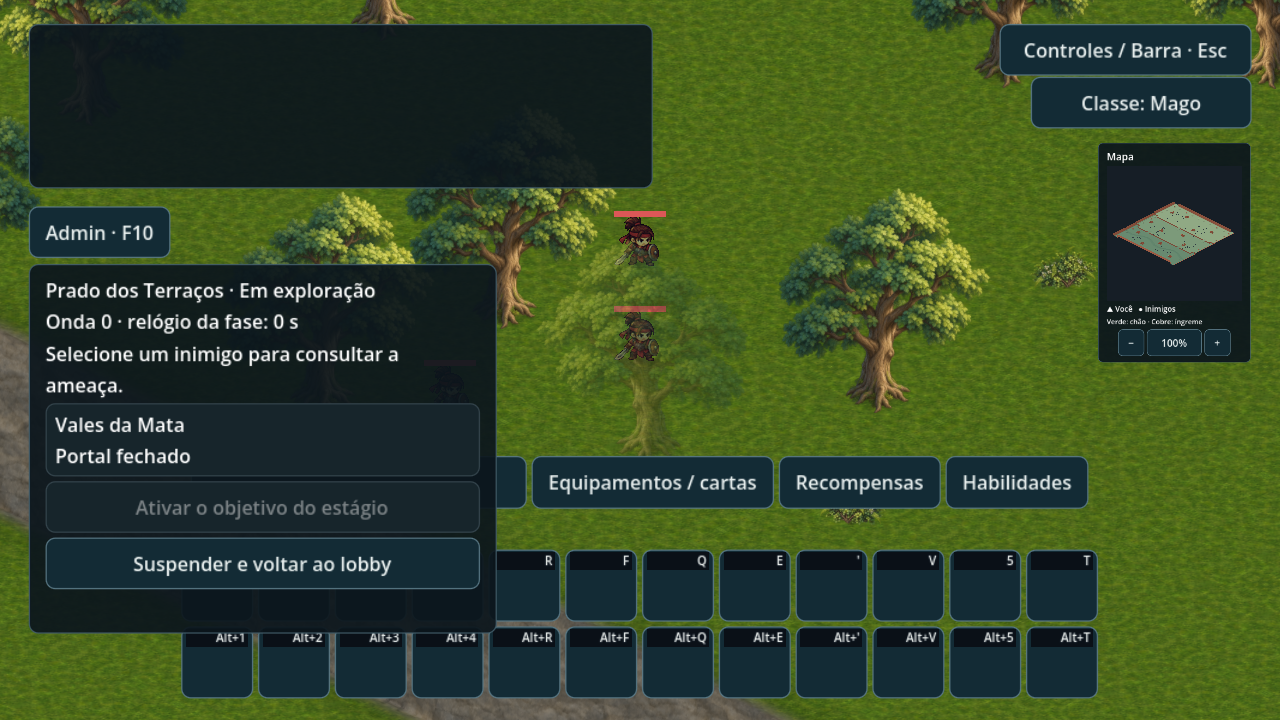 Controles / Barra · Esc
Classe: Mago
Mapa
▲ Você ● Inimigos
Verde: chão · Cobre: íngreme
−
100%
+
Admin · F10
Prado dos Terraços · Em exploração
Onda 0 · relógio da fase: 0 s
Selecione um inimigo para consultar a
ameaça.
Vales da Mata
Portal fechado
Ativar o objetivo do estágio
Suspender e voltar ao lobby
Equipamentos / cartas
Recompensas
Habilidades
R
F
Q
E
'
V
5
T
Alt+1
Alt+2
Alt+3
Alt+4
Alt+R
Alt+F
Alt+Q
Alt+E
Alt+'
Alt+V
Alt+5
Alt+T